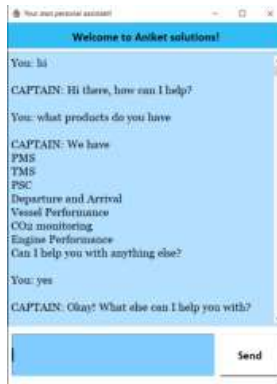 Your own personal assistant!
Welcome to Aniket solutions!
You: hi
CAPTAIN: Hi there, how can I help?
You: what products do you have
CAPTAIN: We have
PMS
TMS
PSC
Departure and Arrival
Vessel Performance
CO2 monitoring
Engine Performance
Can I help you with anything else?
You: yes
CAPTAIN: Okay! What else can I help you with?
Send